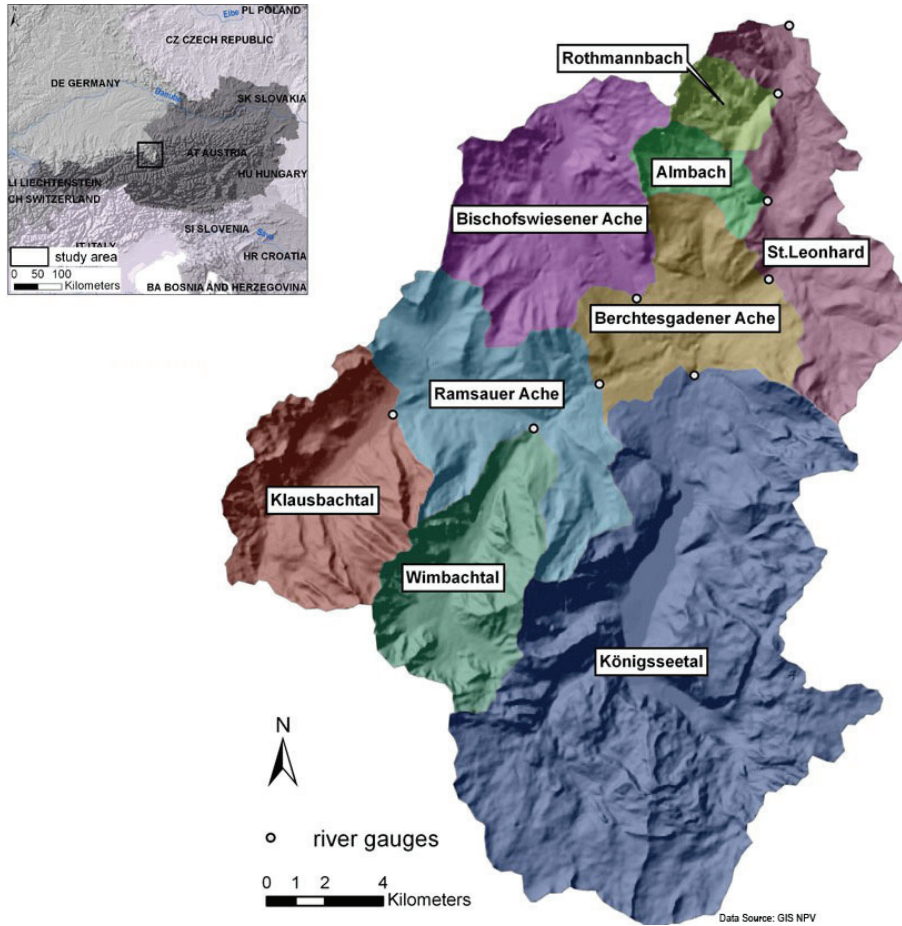 N
Elbe
PL POLAND
CZ CZECH REPUBLIC
DE GERMANY
Danube
SK SLOVAKIA
AT AUSTRIA
HU HUNGARY
LI LIECHTENSTEIN
CH SWITZERLAND
SI SLOVENIA
Sava
IT ITALY
HR CROATIA
study area
0 50 100
Kilometers
BA BOSNIA AND HERZEGOVINA
Rothmannbach
Almbach
Bischofswiesener Ache
St.Leonhard
Berchtesgadener Ache
Ramsauer Ache
Klausbachtal
Wimbachtal
Königsseetal
N
river gauges
0 1 2 4
Kilometers
Data Source: GIS NPV